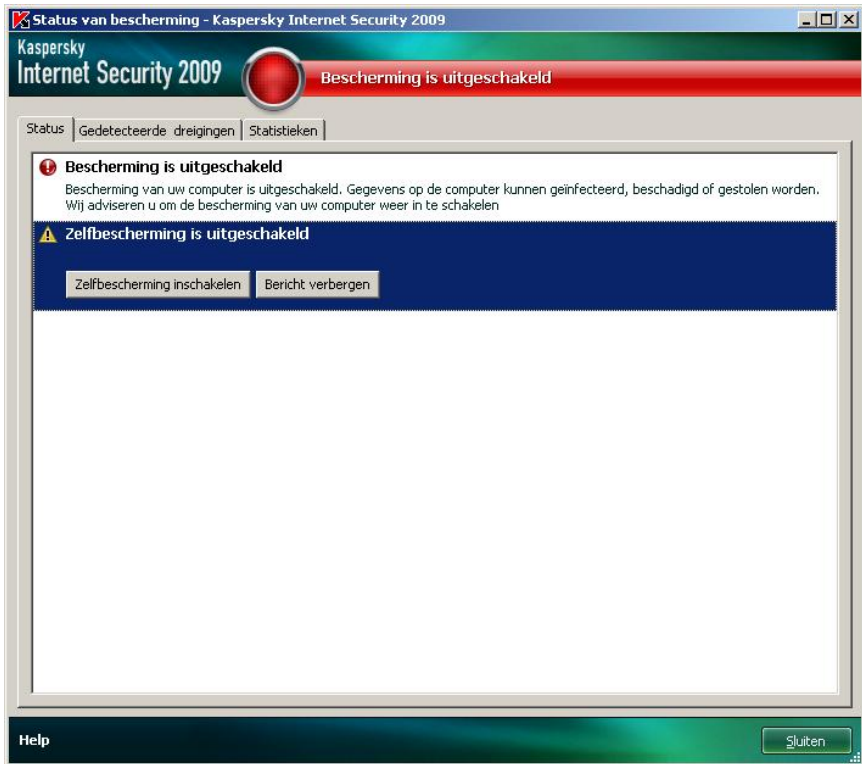 Status van bescherming - Kaspersky Internet Security 2009
Kaspersky
Internet Security 2009
Bescherming is uitgeschakeld
Status
Gedetecteerde dreigingen
Statistieken
Bescherming is uitgeschakeld
Bescherming van uw computer is uitgeschakeld. Gegevens op de computer kunnen geïnfecteerd, beschadigd of gestolen worden.
Wij adviseren u om de bescherming van uw computer weer in te schakelen
Zelfbescherming is uitgeschakeld
Zelfbescherming inschakelen
Bericht verbergen
Help
Sluiten